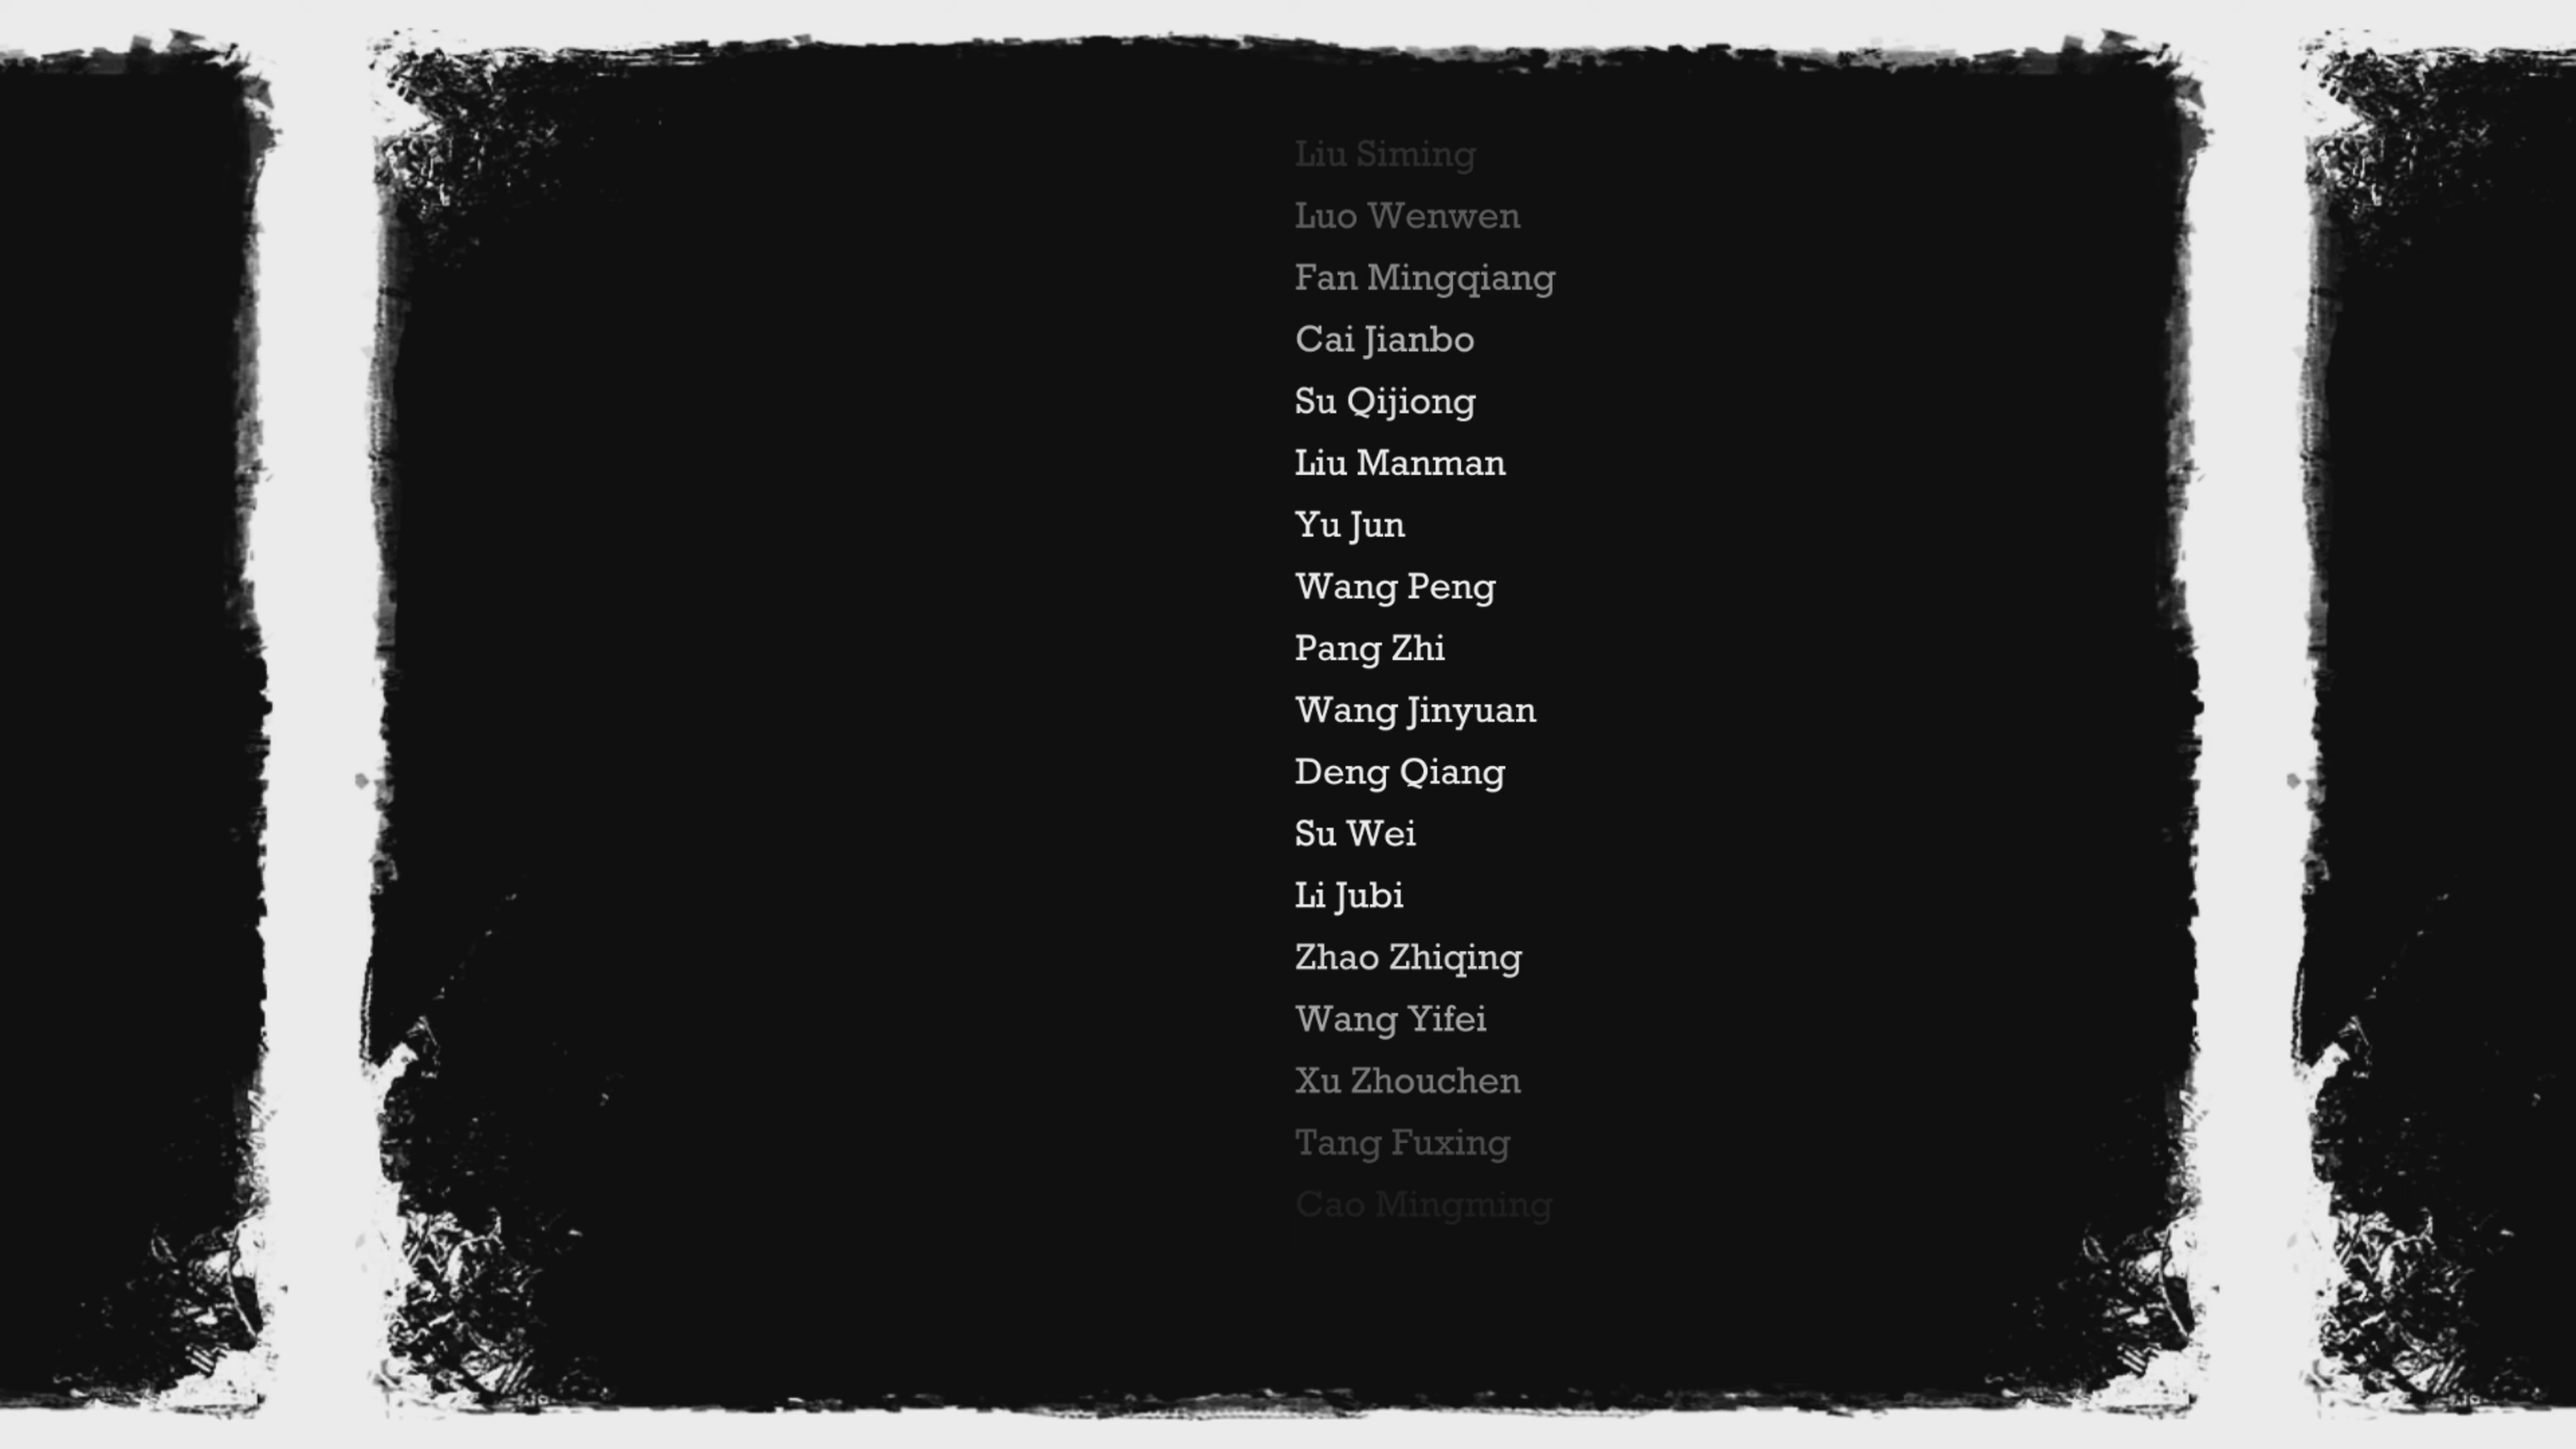 Liu Siming
Luo Wenwen
Fan Mingqiang
Cai Jianbo
Su Qijiong
Liu Manman
Yu Jun
Wang Peng
Pang Zhi
Wang Jinyuan
Deng Qiang
Su Wei
Li Jubi
Zhao Zhiqing
Wang Yifei
Xu Zhouchen
Tang Fuxing
Cao Mingming